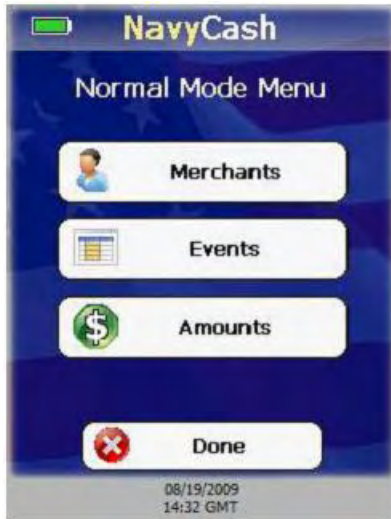 NavyCash
Normal Mode Menu
Merchants
Events
$
Amounts
Done
08/19/2009
14:32 GMT